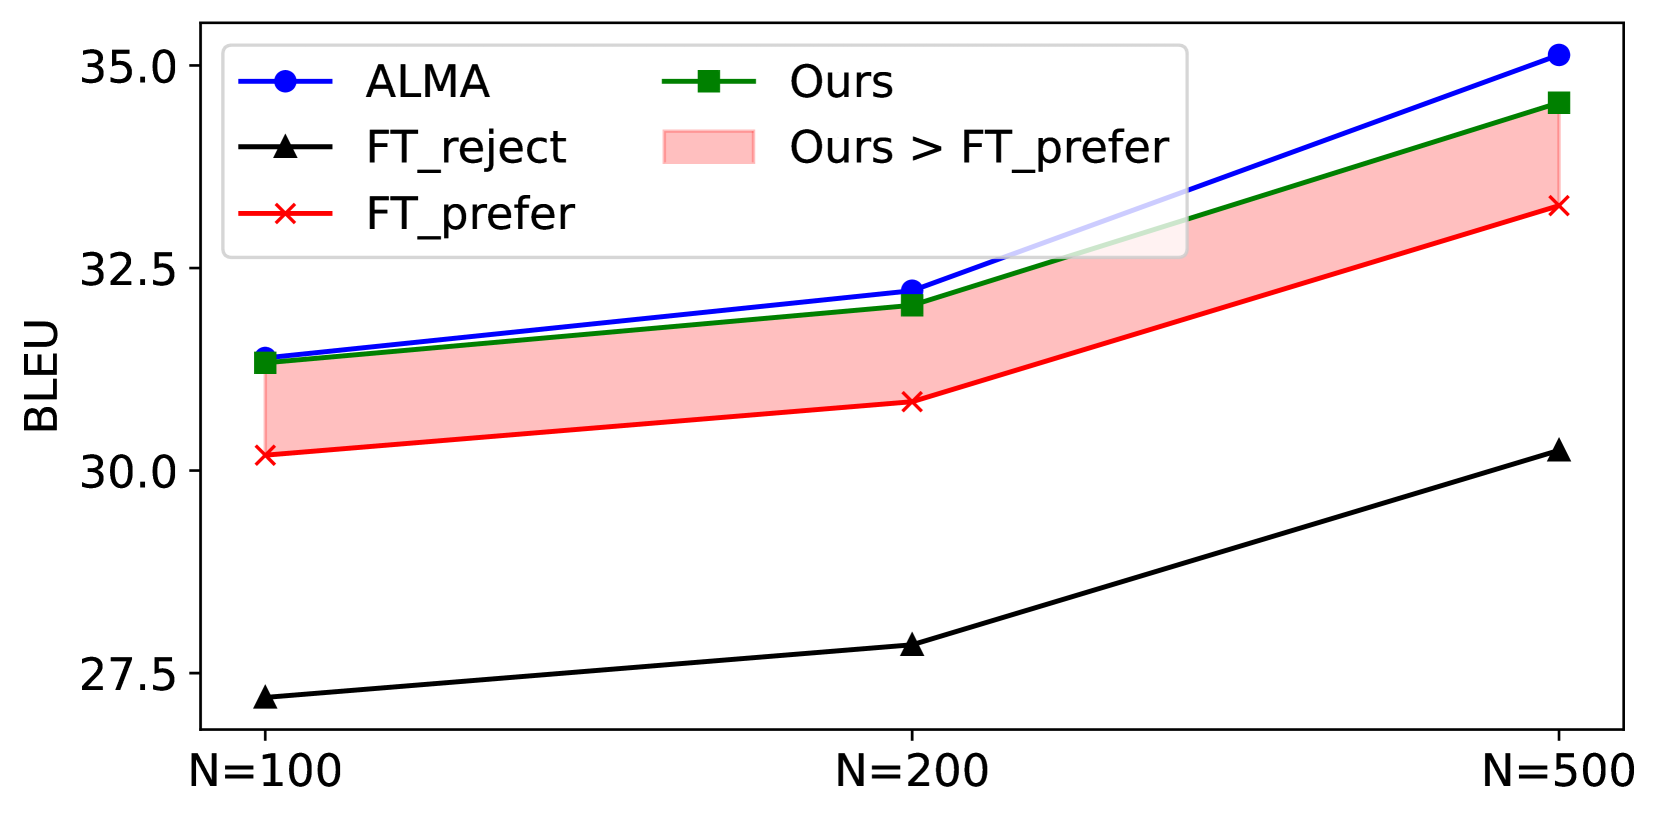 35.0
32.5
30.0
27.5
BLEU
ALMA
FT_reject
FT_prefer
Ours
Ours > FT_prefer
N=100
N=200
N=500